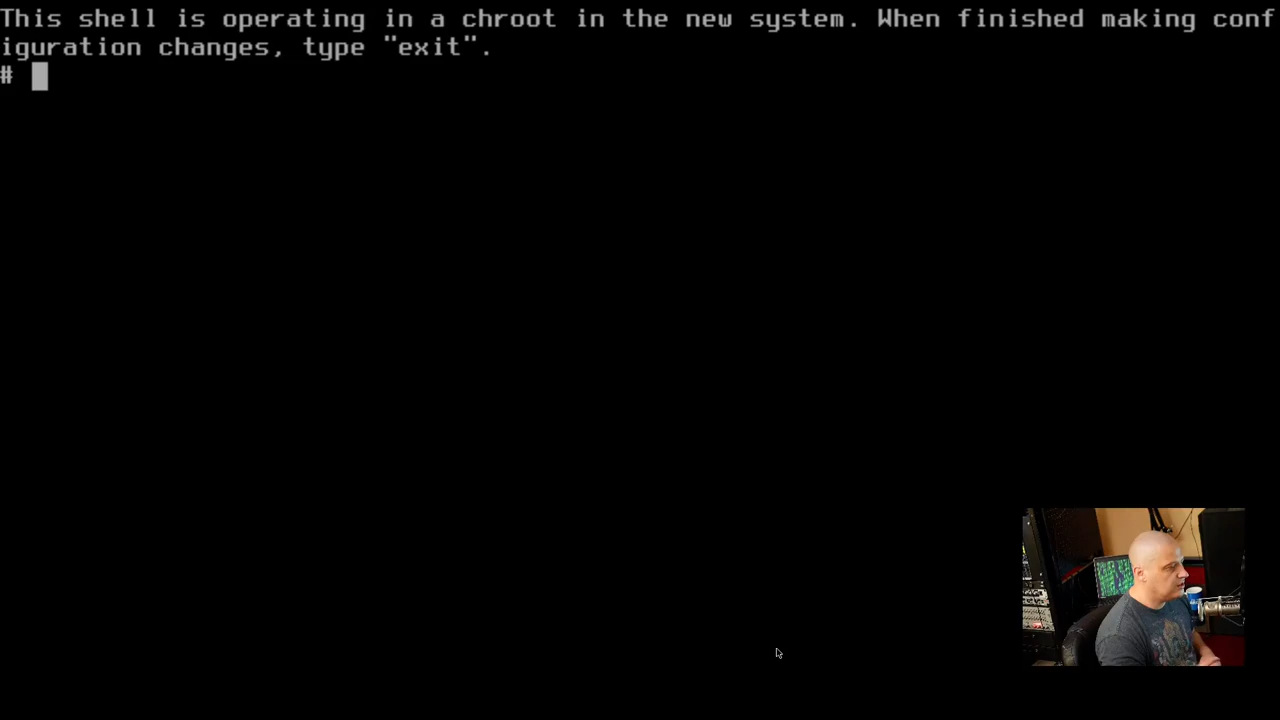 This shell is operating in a chroot in the new system. When finished making conf
iguration changes, type "exit".
#